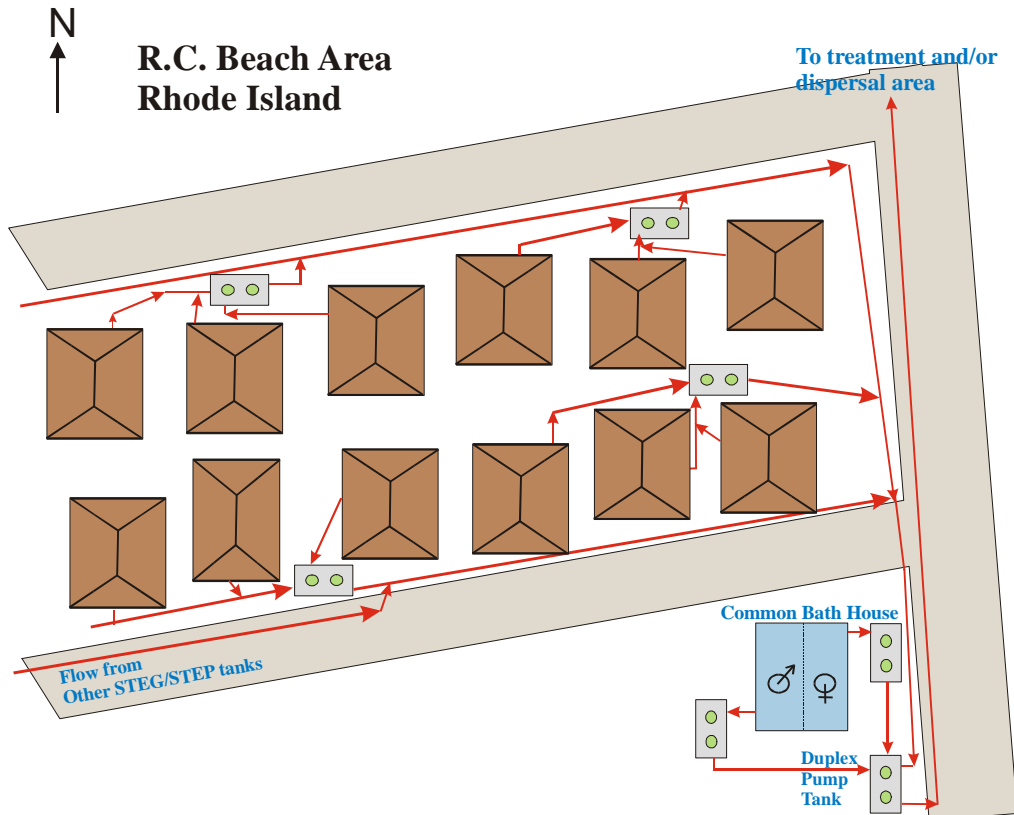 N
R.C. Beach Area
Rhode Island
To treatment and/or
dispersal area
Common Bath House
Flow from
Other STEG/STEP tanks
Duplex
Pump
Tank